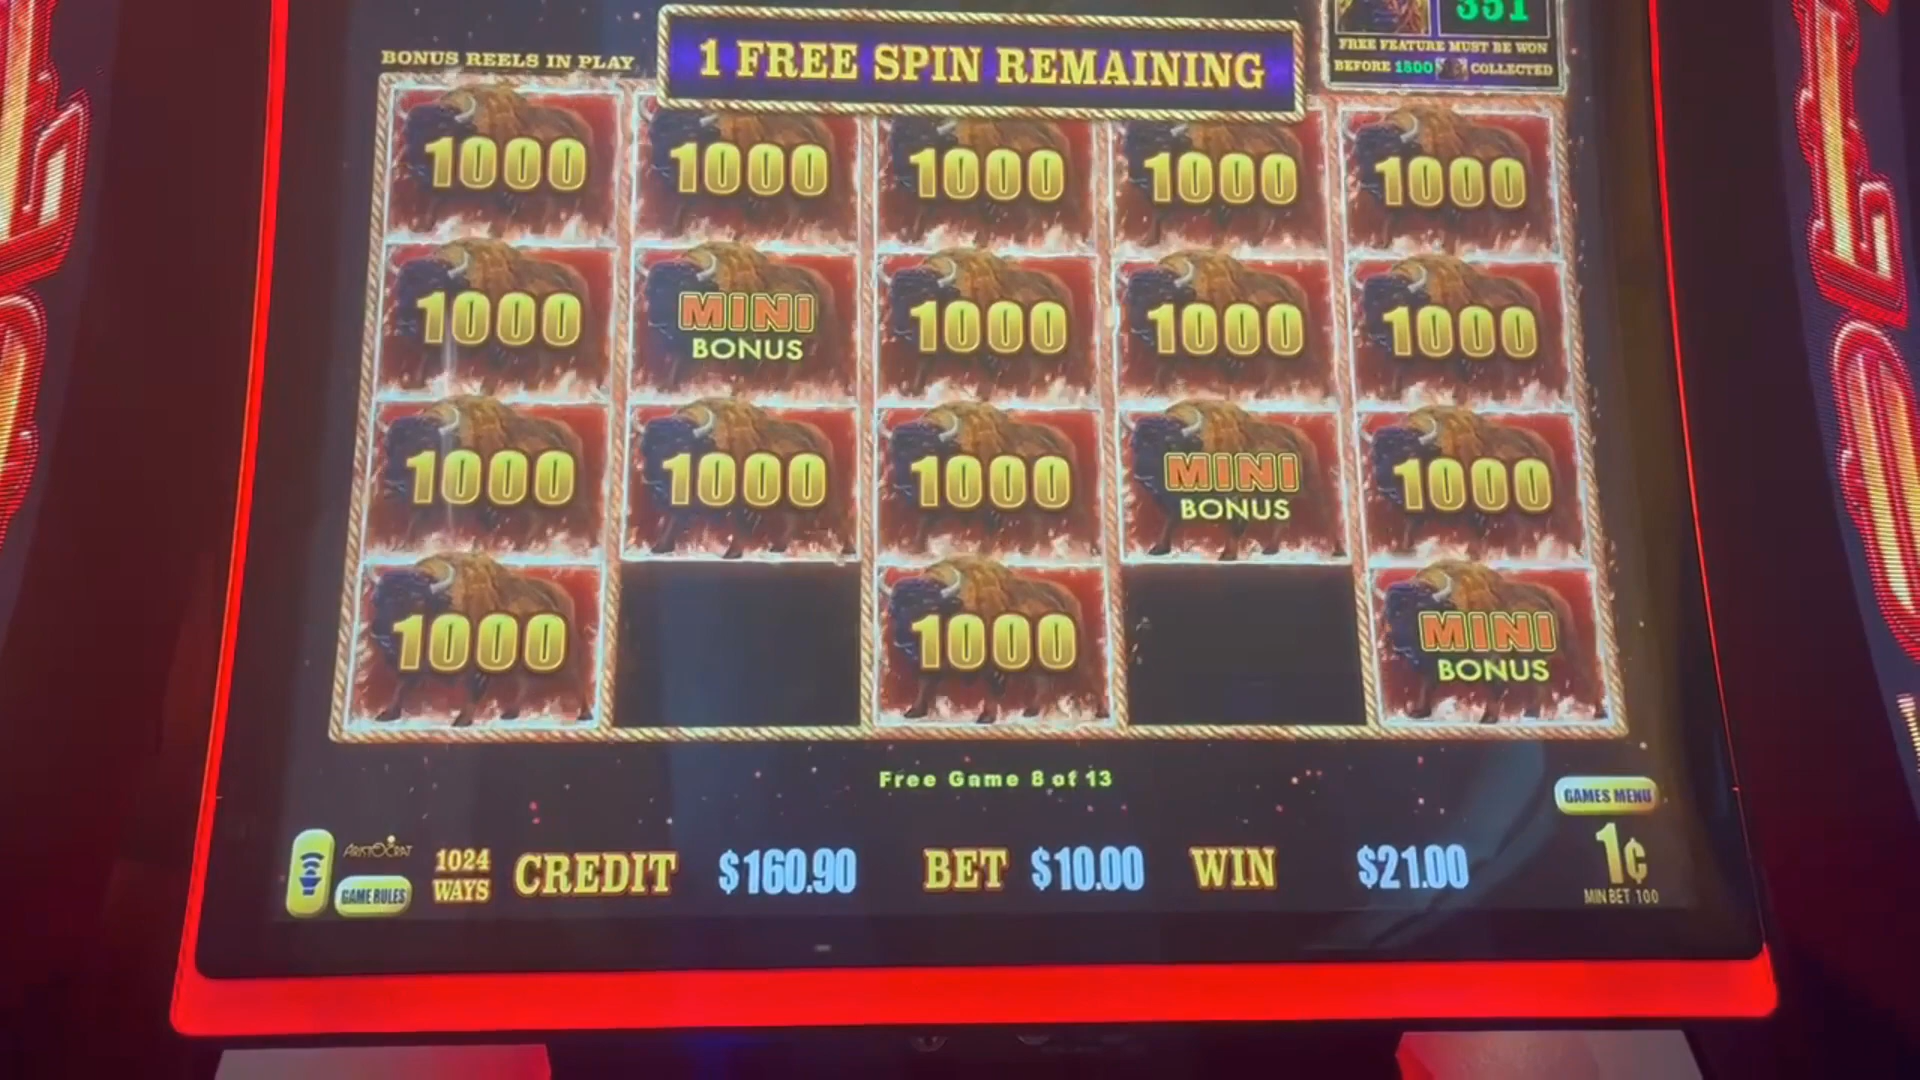 351
FREE FEATURE MUST BE WON
BEFORE 1800 COLLECTED
BONUS REELS IN PLAY
1 FREE SPIN REMAINING
1000 1000 1000 1000 1000
1000 MINI BONUS 1000 1000 1000
1000 1000 1000 MINI BONUS 1000
1000 1000 MINI BONUS
Free Game 8 of 13
GAMES MENU
ARISTOCRAT
GAME RULES
1024 WAYS
CREDIT $160.90 BET $10.00 WIN $21.00
1¢
MIN BET 100